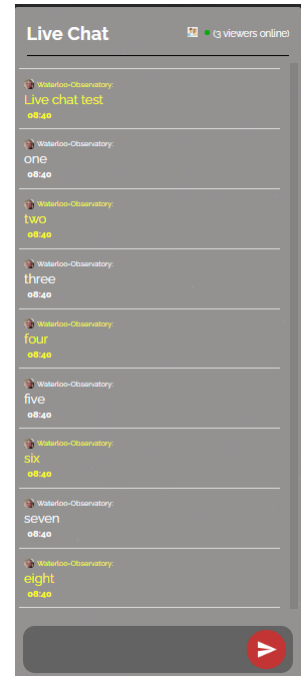 Live Chat
(3 viewers online)
Waterloo-Observatory:
Live chat test
08:40
Waterloo-Observatory:
one
08:40
Waterloo-Observatory:
two
08:40
Waterloo-Observatory:
three
08:40
Waterloo-Observatory:
four
08:40
Waterloo-Observatory:
five
08:40
Waterloo-Observatory:
six
08:40
Waterloo-Observatory:
seven
08:40
Waterloo-Observatory:
eight
08:40